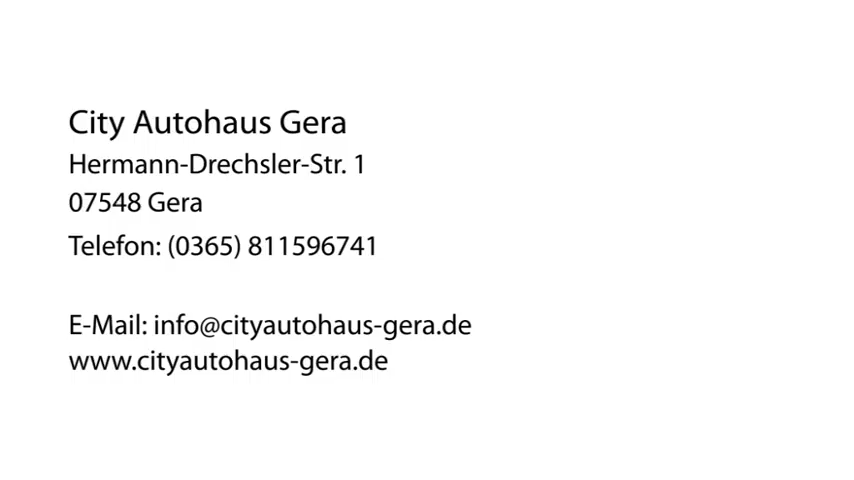 City Autohaus Gera
Hermann-Drechsler-Str. 1
07548 Gera
Telefon: (0365) 811596741
E-Mail: info@cityautohaus-gera.de
www.cityautohaus-gera.de